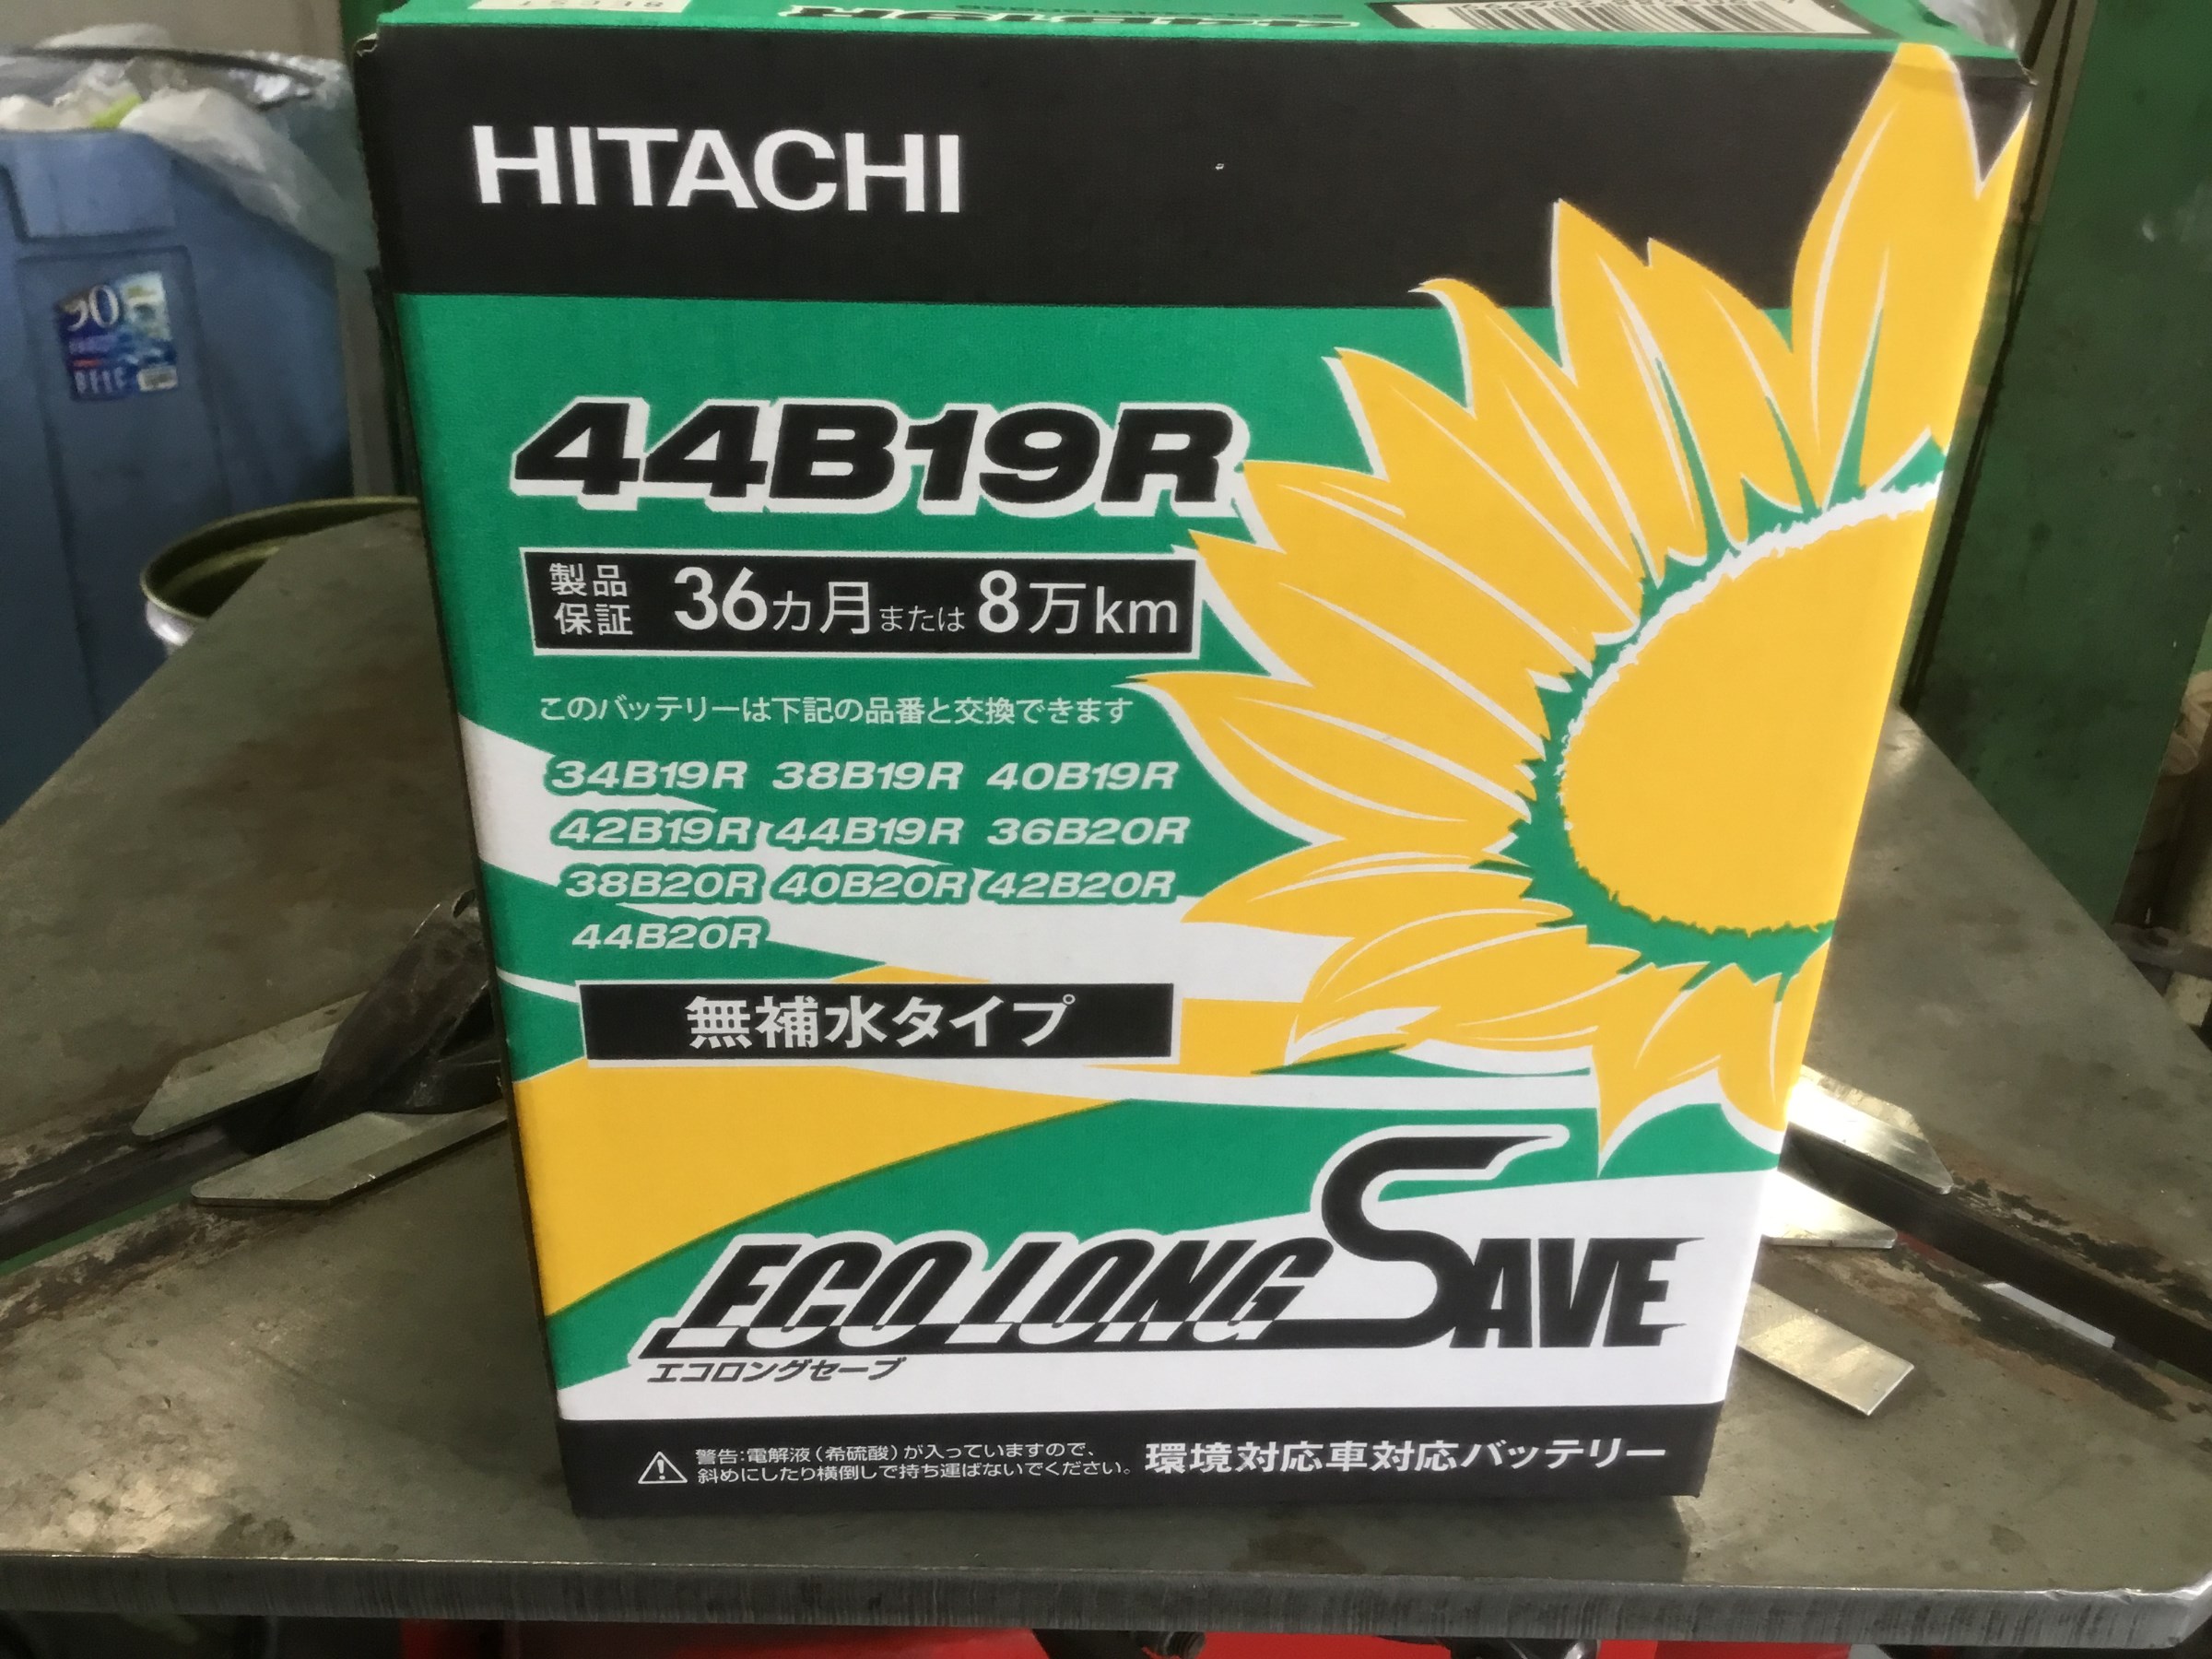 HITACHI
44B19R
製品保証 36カ月または8万km
このバッテリーは下記の品番と交換できます
34B19R 38B19R 40B19R
42B19R 44B19R 36B20R
38B20R 40B20R 42B20R
44B20R
無補水タイプ
ECO LONG SAVE
エコロングセーブ
警告:電解液(希硫酸)が入っていますので、
斜めにしたり横倒しで持ち運ばないでください。
環境対応車対応バッテリー
90